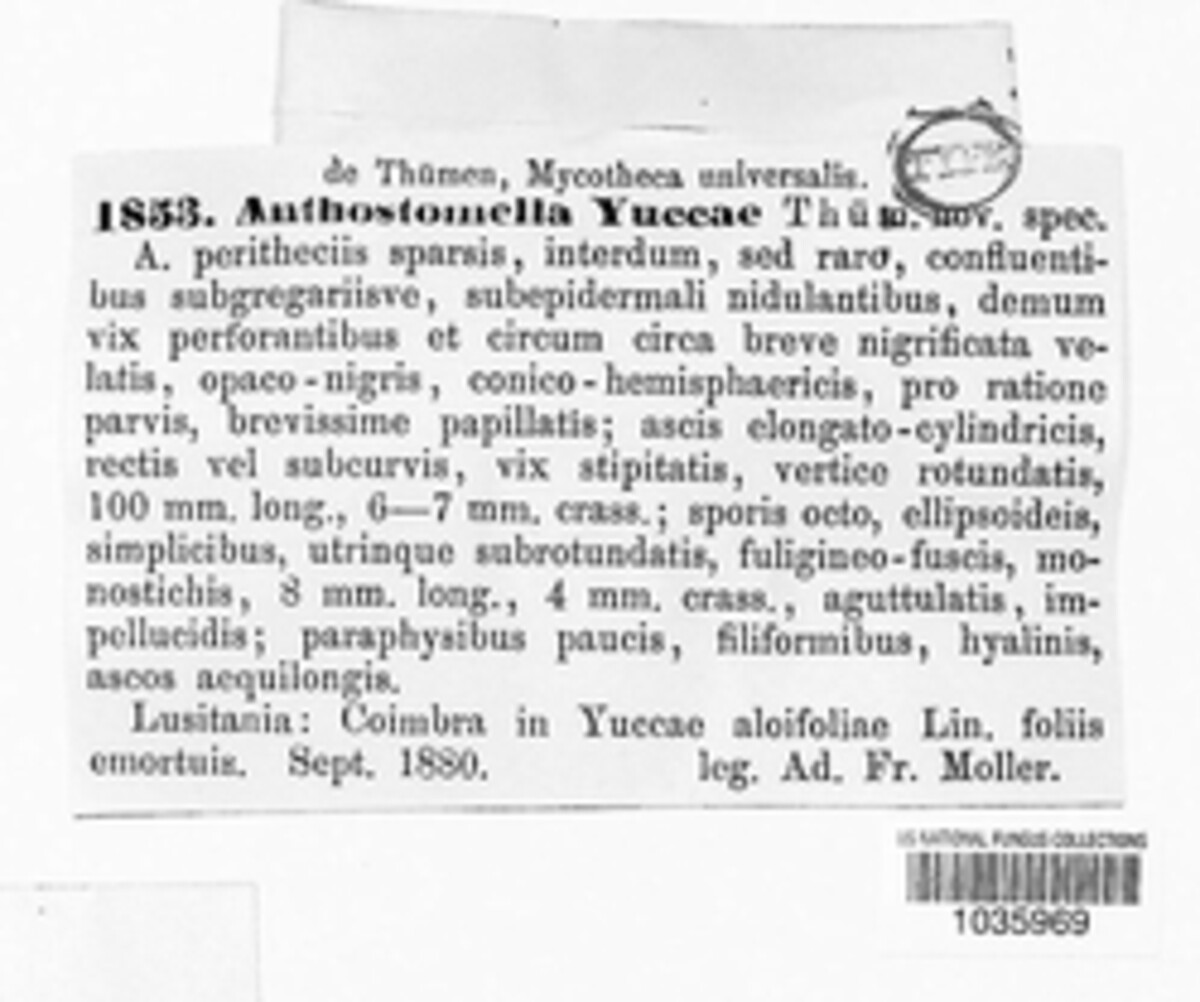 de Thümen, Mycotheca universalis.
1853. Anthostomella Yuccae Thüm. nov. spec.
A. peritheciis sparsis, interdum, sed raro, confluenti-
bus subgregariisve, subepidermali nidulantibus, demum
vix perforantibus et circum circa breve nigrificata ve-
latis, opaco-nigris, conico-hemisphaericis, pro ratione
parvis, brevissime papillatis; ascis elongato-cylindricis,
rectis vel subcurvis, vix stipitatis, vertice rotundatis,
100 mm. long., 6—7 mm. crass.; sporis octo, ellipsoideis,
simplicibus, utrinque subrotundatis, fuligineo-fuscis, mo-
nostichis, 8 mm. long., 4 mm. crass., aguttulatis, im-
pellucidis; paraphysibus paucis, filiformibus, hyalinis,
ascos aequilongis.
Lusitania: Coimbra in Yuccae aloifoliae Lin. foliis
emortuis. Sept. 1880. leg. Ad. Fr. Moller.
US NATIONAL FUNGUS COLLECTIONS
1035969